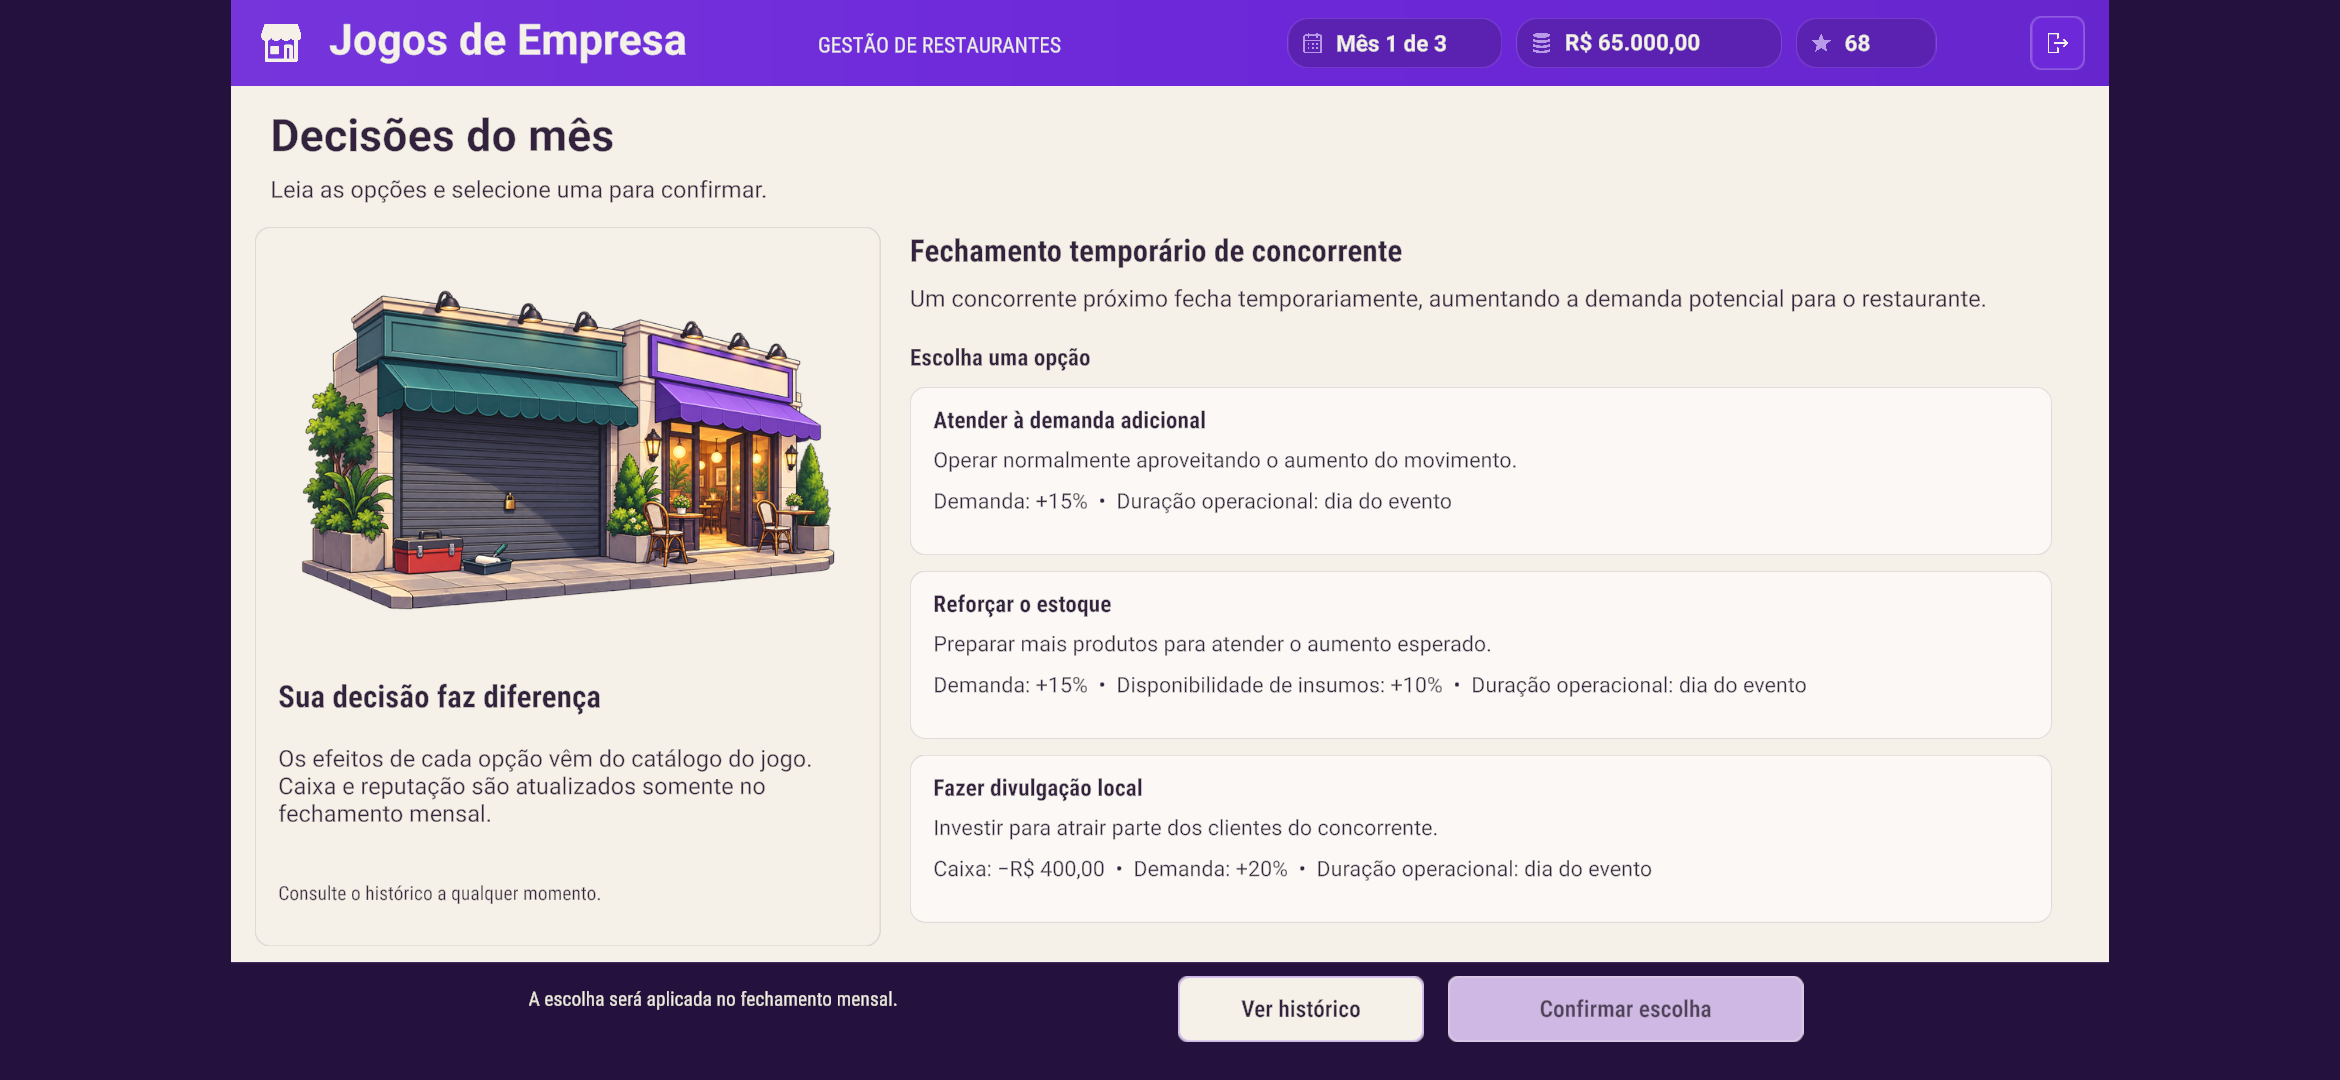 Jogos de Empresa
GESTÃO DE RESTAURANTES
Mês 1 de 3
R$ 65.000,00
68
Decisões do mês
Leia as opções e selecione uma para confirmar.
Sua decisão faz diferença
Os efeitos de cada opção vêm do catálogo do jogo.
Caixa e reputação são atualizados somente no
fechamento mensal.
Consulte o histórico a qualquer momento.
Fechamento temporário de concorrente
Um concorrente próximo fecha temporariamente, aumentando a demanda potencial para o restaurante.
Escolha uma opção
Atender à demanda adicional
Operar normalmente aproveitando o aumento do movimento.
Demanda: +15% • Duração operacional: dia do evento
Reforçar o estoque
Preparar mais produtos para atender o aumento esperado.
Demanda: +15% • Disponibilidade de insumos: +10% • Duração operacional: dia do evento
Fazer divulgação local
Investir para atrair parte dos clientes do concorrente.
Caixa: −R$ 400,00 • Demanda: +20% • Duração operacional: dia do evento
A escolha será aplicada no fechamento mensal.
Ver histórico
Confirmar escolha